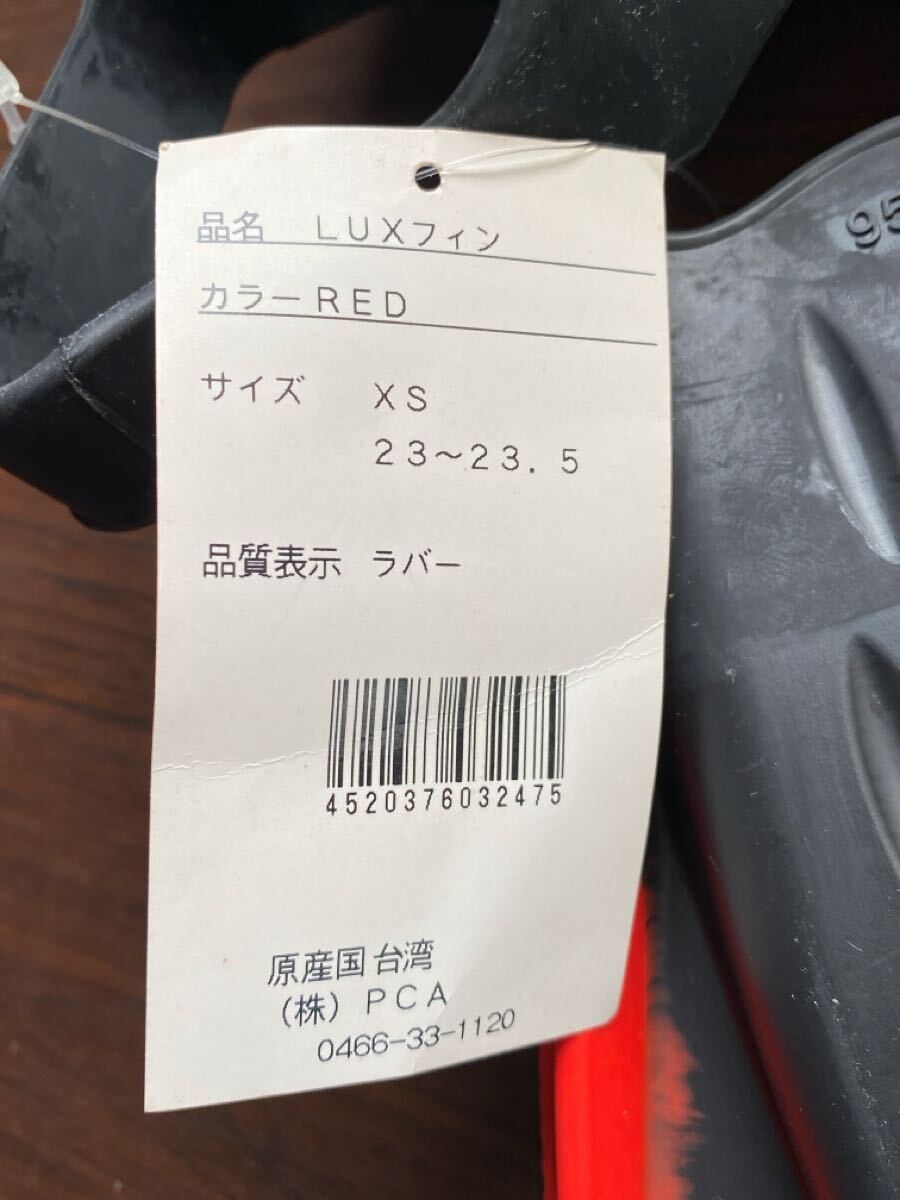 品名 LUXフィン
カラーRED
サイズ XS
23～23.5
品質表示 ラバー
4520376032475
原産国 台湾
(株) PCA
0466-33-1120
95